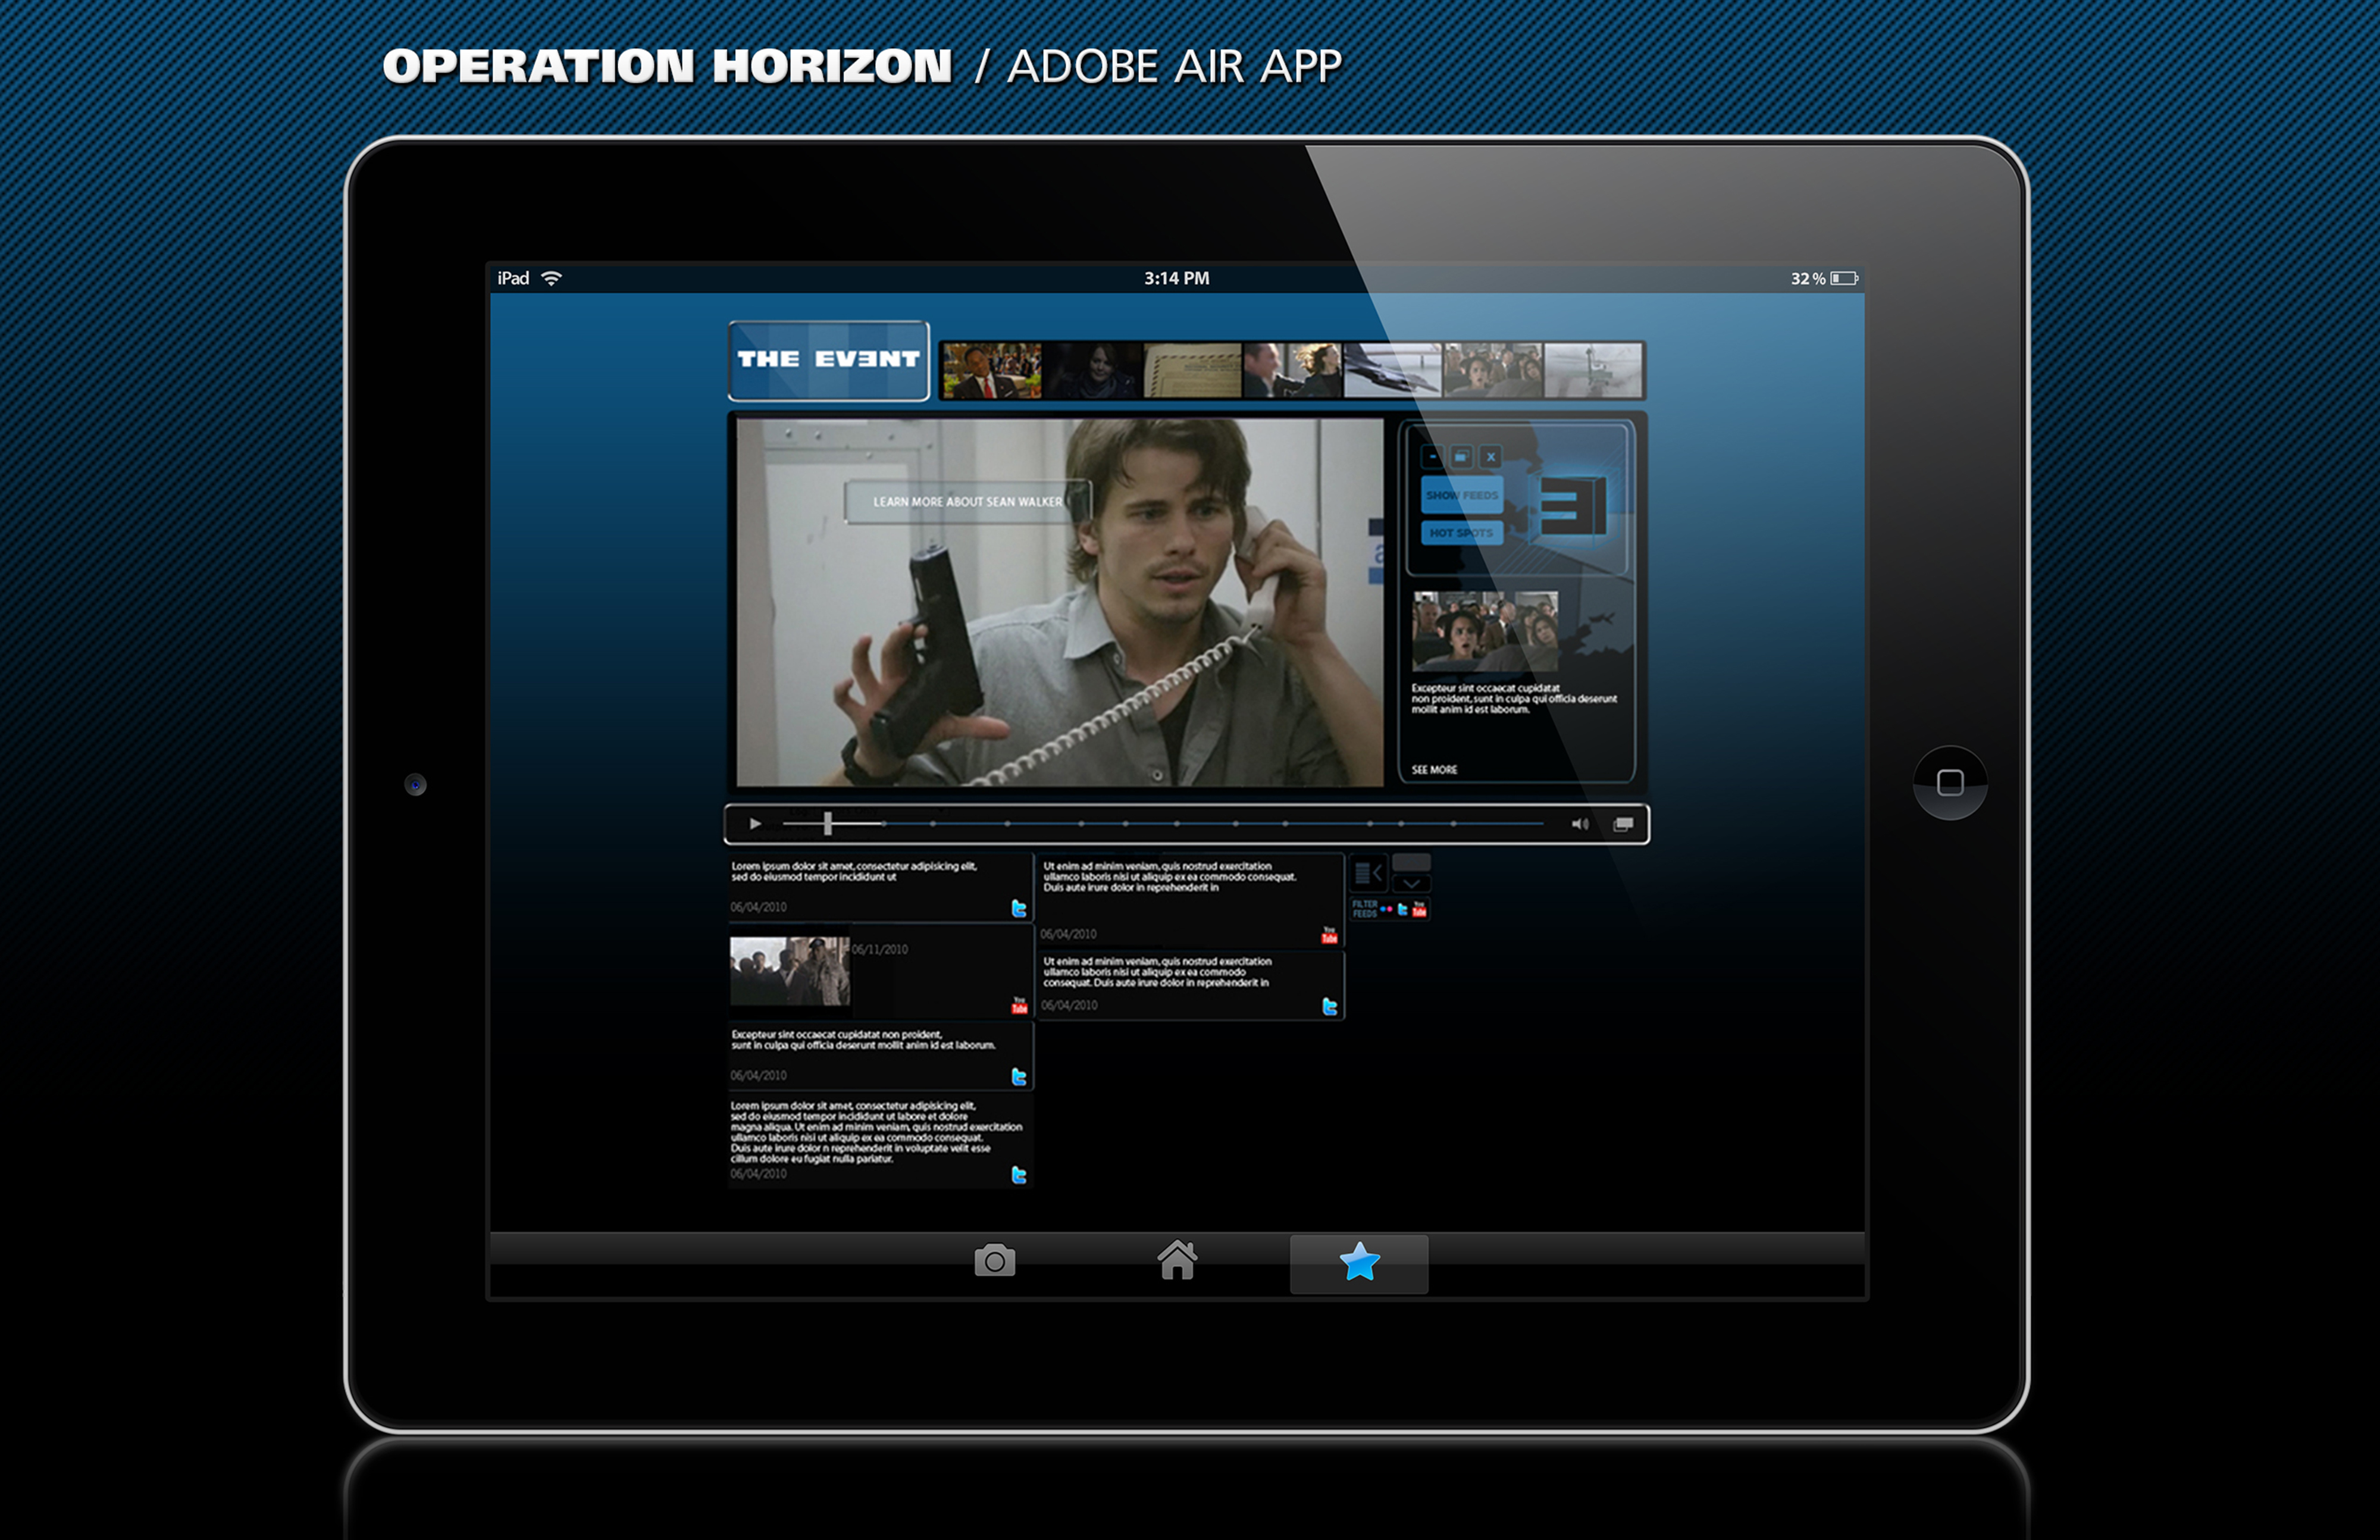 OPERATION HORIZON / ADOBE AIR APP
iPad
3:14 PM
32 %
THE EVƎNT
LEARN MORE ABOUT SEAN WALKER
X
SHOW FEEDS
HOT SPOTS
E
Excepteur sint occaecat cupidatat
non proident, sunt in culpa qui officia deserunt
mollit anim id est laborum.
SEE MORE
Lorem ipsum dolor sit amet, consectetur adipisicing elit,
sed do eiusmod tempor incididunt ut
06/04/2010
06/11/2010
You
Tube
Excepteur sint occaecat cupidatat non proident,
sunt in culpa qui officia deserunt mollit anim id est laborum.
06/04/2010
Lorem ipsum dolor sit amet, consectetur adipisicing elit,
sed do eiusmod tempor incididunt ut labore et dolore
magna aliqua. Ut enim ad minim veniam, quis nostrud exercitation
ullamco laboris nisi ut aliquip ex ea commodo consequat.
Duis aute irure dolor n reprehenderit in voluptate velit esse
cillum dolore eu fugiat nulla pariatur.
06/04/2010
Ut enim ad minim veniam, quis nostrud exercitation
ullamco laboris nisi ut aliquip ex ea commodo consequat.
Duis aute irure dolor in reprehenderit in
06/04/2010
You
Tube
Ut enim ad minim veniam, quis nostrud exercitation
ullamco laboris nisi ut aliquip ex ea commodo
consequat. Duis aute irure dolor in reprehenderit in
06/04/2010
FILTER
FEEDS
You
Tube